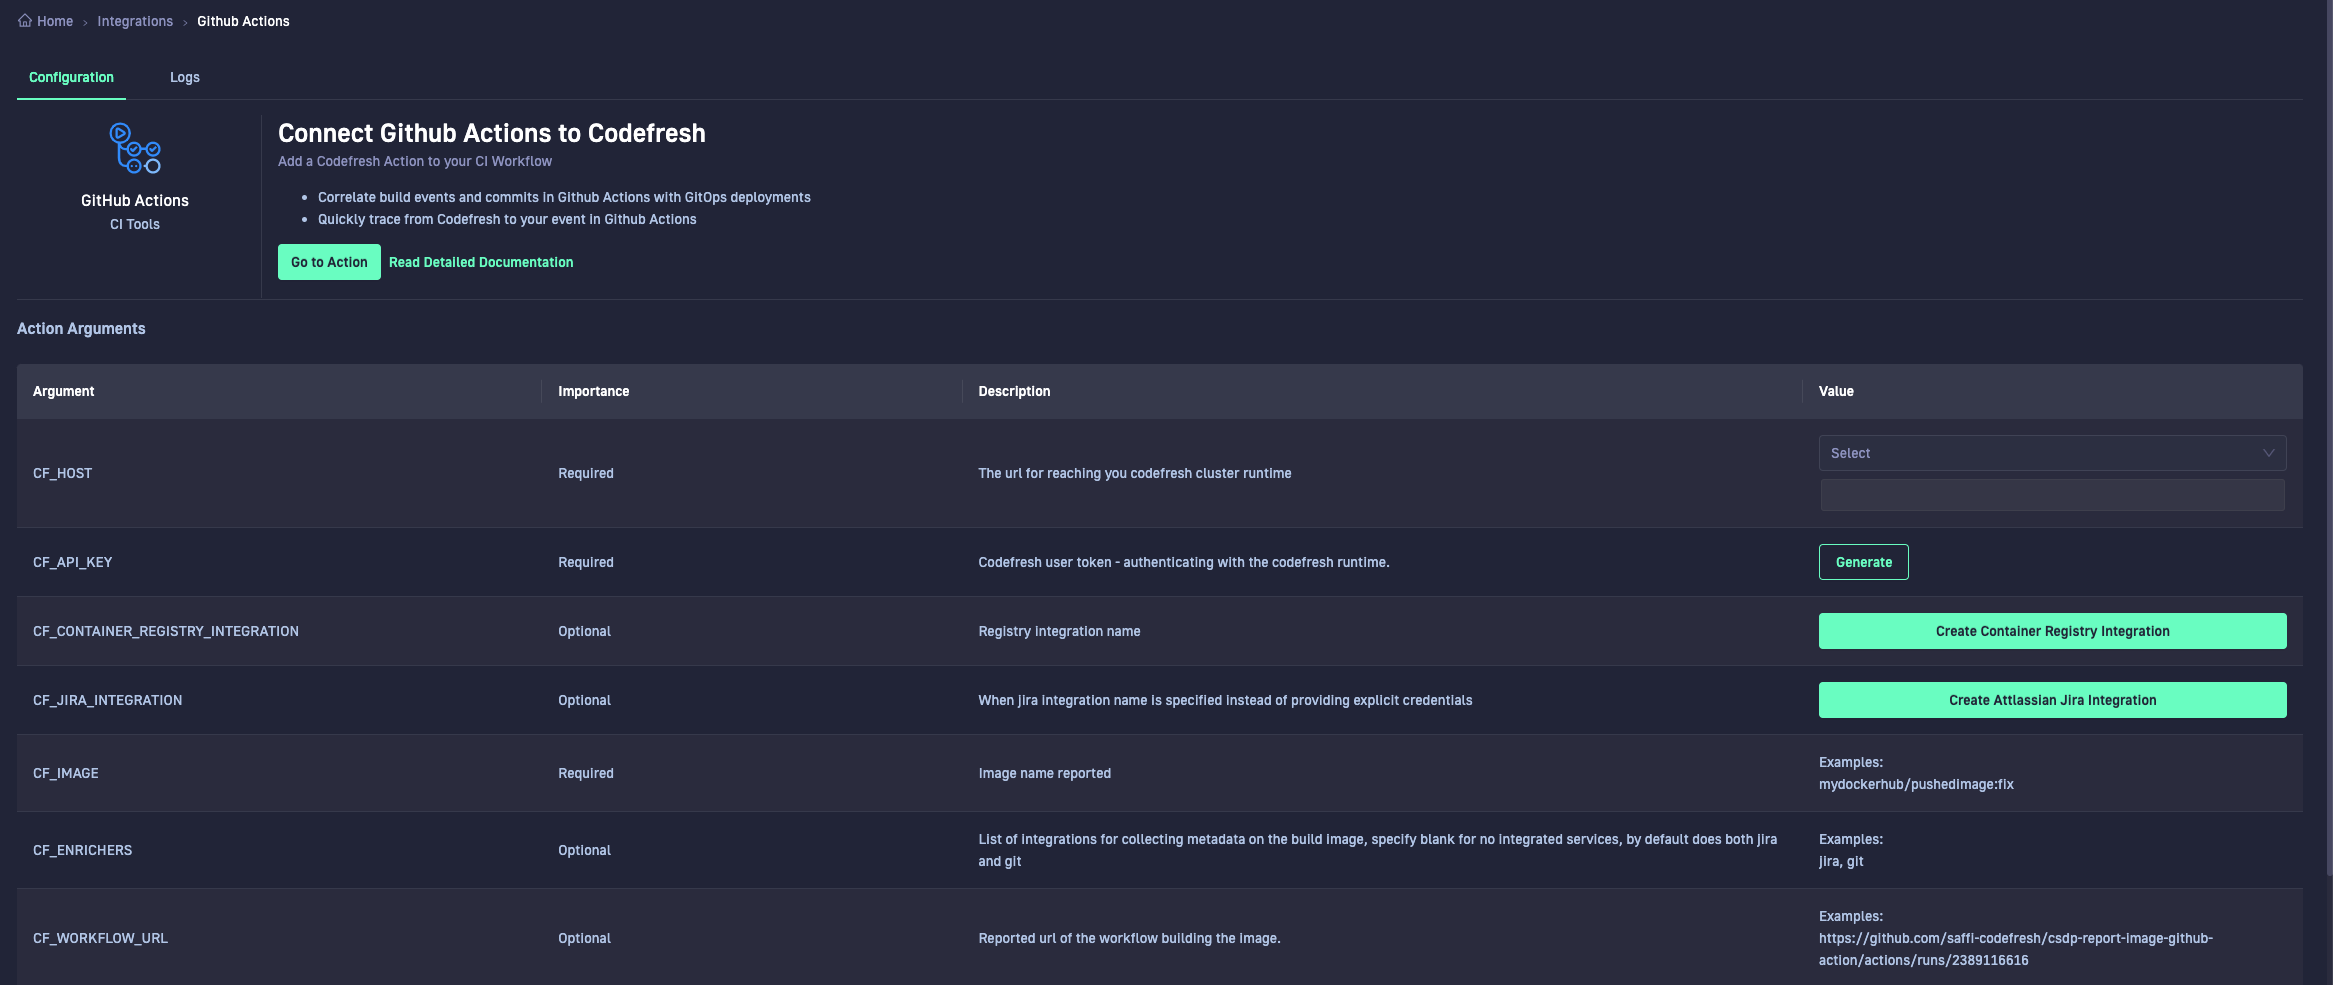 Home › Integrations › Github Actions
Configuration
Logs
GitHub Actions
CI Tools
Connect Github Actions to Codefresh
Add a Codefresh Action to your CI Workflow
• Correlate build events and commits in Github Actions with GitOps deployments
• Quickly trace from Codefresh to your event in Github Actions
Go to Action
Read Detailed Documentation
Action Arguments
Argument
Importance
Description
Value
CF_HOST
Required
The url for reaching you codefresh cluster runtime
Select
CF_API_KEY
Required
Codefresh user token - authenticating with the codefresh runtime.
Generate
CF_CONTAINER_REGISTRY_INTEGRATION
Optional
Registry integration name
Create Container Registry Integration
CF_JIRA_INTEGRATION
Optional
When jira integration name is specified instead of providing explicit credentials
Create Attlassian Jira Integration
CF_IMAGE
Required
Image name reported
Examples:
mydockerhub/pushedimage:fix
CF_ENRICHERS
Optional
List of integrations for collecting metadata on the build image, specify blank for no integrated services, by default does both jira
and git
Examples:
jira, git
CF_WORKFLOW_URL
Optional
Reported url of the workflow building the image.
Examples:
https://github.com/saffi-codefresh/csdp-report-image-github-
action/actions/runs/2389116616